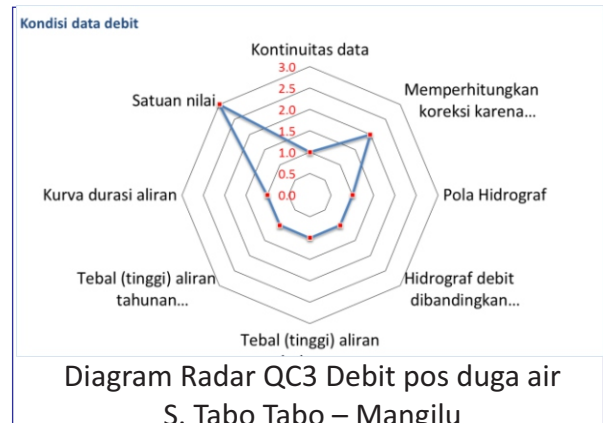 Kondisi data debit
Kontinuitas data
3.0
2.5
2.0
1.5
1.0
0.5
0.0
Memperhitungkan
koreksi karena...
Pola Hidrograf
Hidrograf debit
dibandingkan...
Tebal (tinggi) aliran
Tebal (tinggi) aliran
tahunan...
Kurva durasi aliran
Satuan nilai
Diagram Radar QC3 Debit pos duga air
S. Tabo Tabo – Mangilu